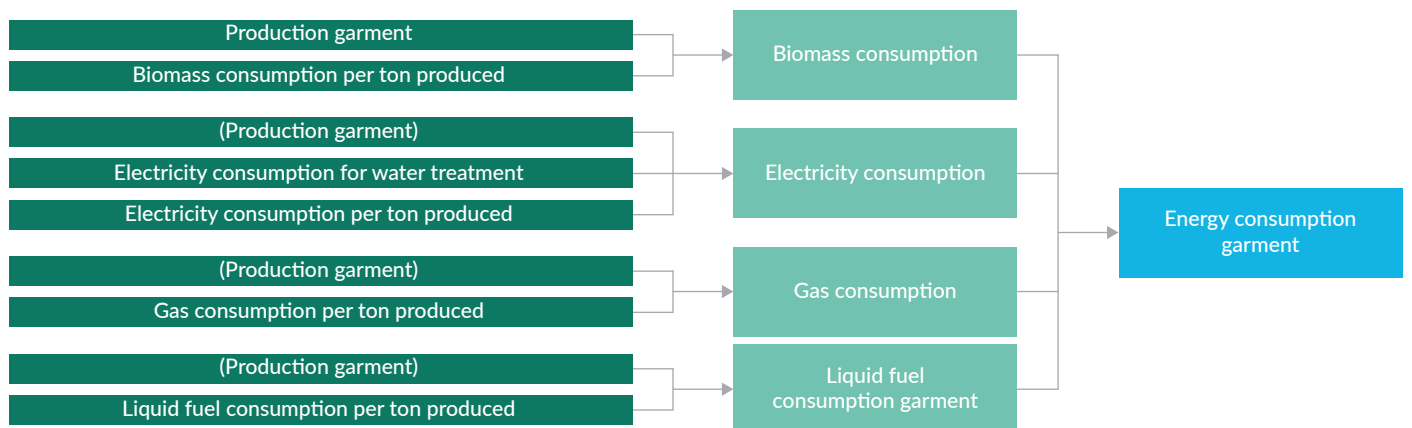 Production garment
Biomass consumption per ton produced
(Production garment)
Electricity consumption for water treatment
Electricity consumption per ton produced
(Production garment)
Gas consumption per ton produced
(Production garment)
Liquid fuel consumption per ton produced
Biomass consumption
Electricity consumption
Gas consumption
Liquid fuel
consumption garment
Energy consumption
garment